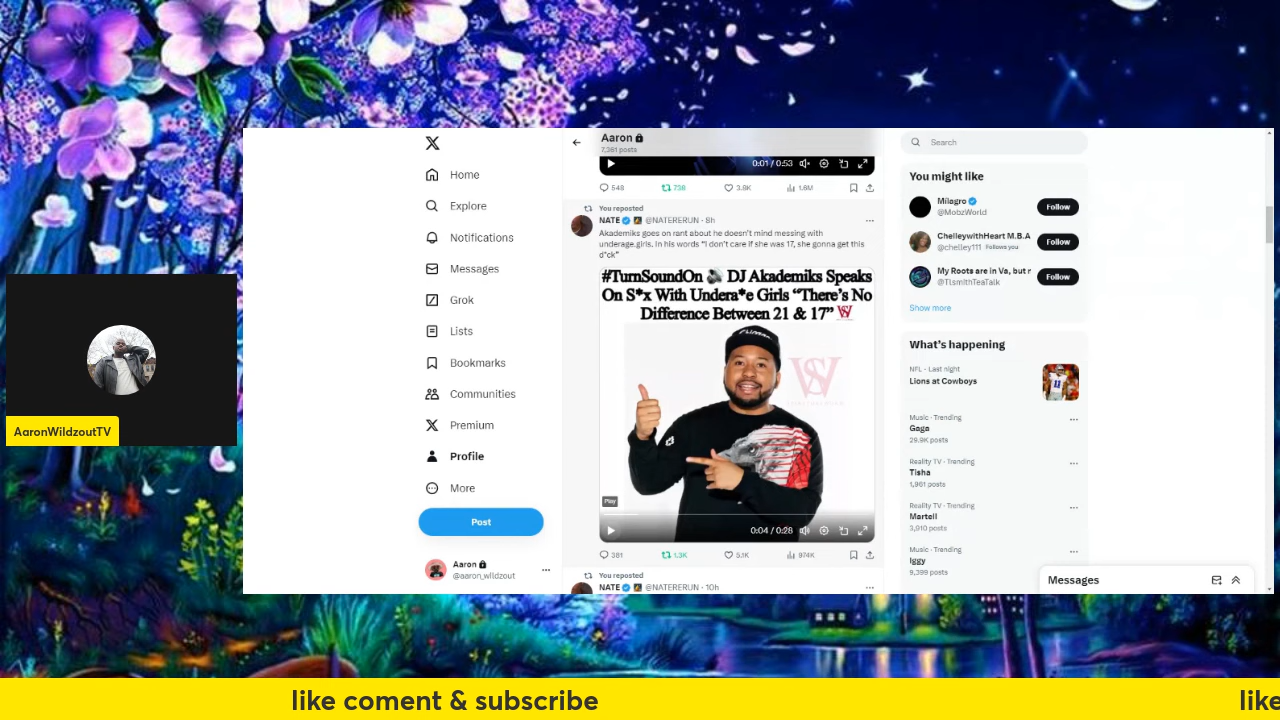 AaronWildzoutTV
X
Home
Explore
Notifications
Messages
Grok
Lists
Bookmarks
Communities
Premium
Profile
More
Post
Aaron
@aaron_wildzout
Aaron
7,361 posts
0:01 / 0:53
548 738 3.8K 1.8M
You reposted
NATE @NATERERUN · 8h
Akademiks goes on rant about he doesn't mind messing with
underage.girls. In his words "I don't care if she was 17, she gonna get this
d*ck"
#TurnSoundOn 🔊 DJ Akademiks Speaks
On S*x With Undera*e Girls “There’s No
Difference Between 21 & 17”
Play
0:04 / 0:28
381 1.3K 5.1K 974K
You reposted
NATE @NATERERUN · 10h
Search
You might like
Milagro
@MobzWorld
Follow
ChelleywithHeart M.B.A
@chelley111 Follows you
Follow
My Roots are in Va, but r
@TlsmithTeaTalk
Follow
Show more
What's happening
NFL · Last night
Lions at Cowboys
Music · Trending
Gaga
29.9K posts
Reality TV · Trending
Tisha
1,961 posts
Reality TV · Trending
Martell
3,910 posts
Music · Trending
Iggy
9,399 posts
Messages
like coment & subscribe
like